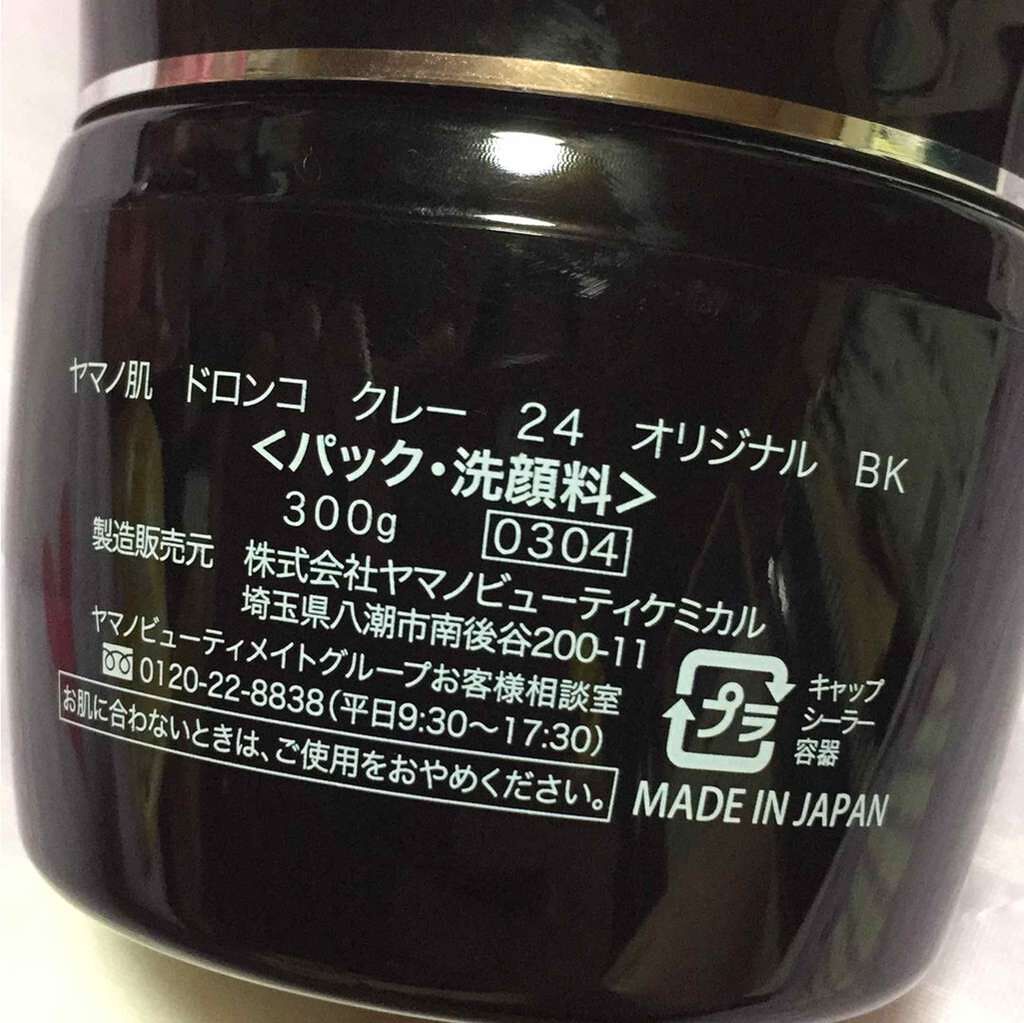 ヤマノ肌 ドロンコ クレー 24 オリジナル BK
<パック・洗顔料>
300g 0304
製造販売元 株式会社ヤマノビューティケミカル
埼玉県八潮市南後谷200-11
ヤマノビューティメイトグループお客様相談室
0120-22-8838(平日9:30〜17:30)
お肌に合わないときは、ご使用をおやめください。
プラ
キャップ
シーラー
容器
MADE IN JAPAN